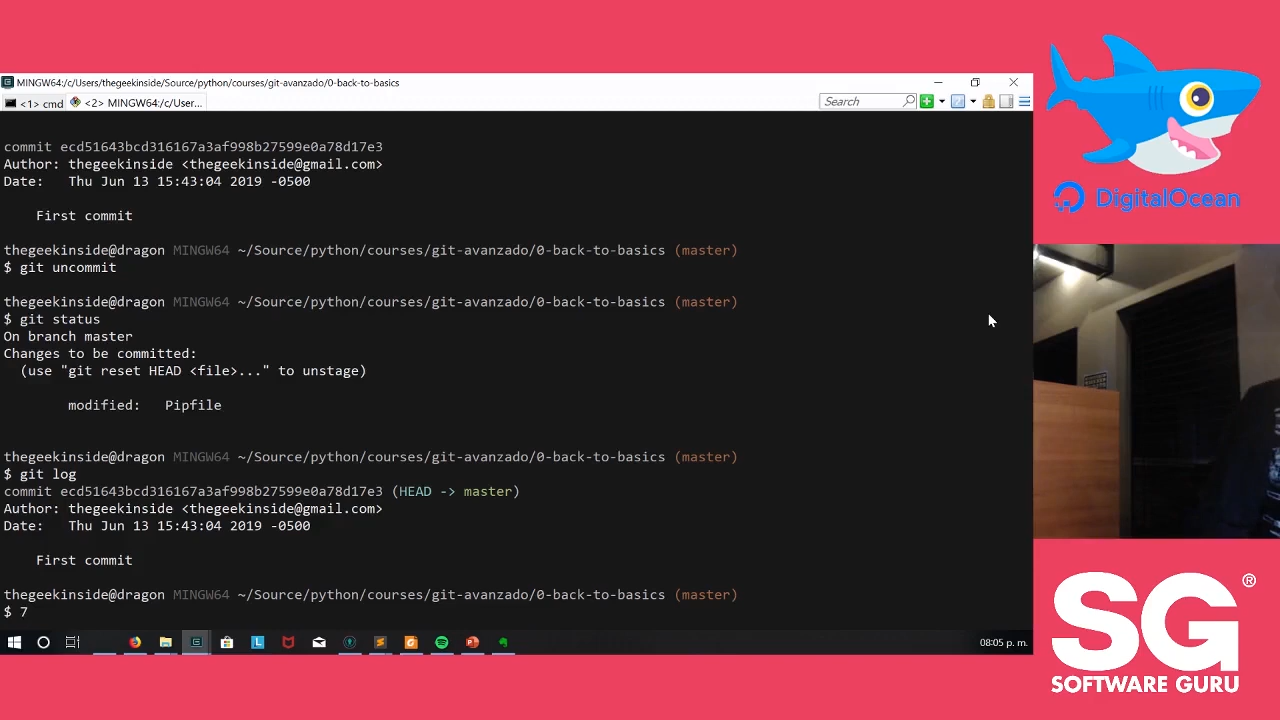 MINGW64:/c/Users/thegeekinside/Source/python/courses/git-avanzado/0-back-to-basics
<1> cmd
<2> MINGW64:/c/User...
Search
commit ecd51643bcd316167a3af998b27599e0a78d17e3
Author: thegeekinside <thegeekinside@gmail.com>
Date:   Thu Jun 13 15:43:04 2019 -0500
First commit
thegeekinside@dragon MINGW64 ~/Source/python/courses/git-avanzado/0-back-to-basics (master)
$ git uncommit
thegeekinside@dragon MINGW64 ~/Source/python/courses/git-avanzado/0-back-to-basics (master)
$ git status
On branch master
Changes to be committed:
(use "git reset HEAD <file>..." to unstage)
modified:   Pipfile
thegeekinside@dragon MINGW64 ~/Source/python/courses/git-avanzado/0-back-to-basics (master)
$ git log
commit ecd51643bcd316167a3af998b27599e0a78d17e3 (HEAD -> master)
Author: thegeekinside <thegeekinside@gmail.com>
Date:   Thu Jun 13 15:43:04 2019 -0500
First commit
thegeekinside@dragon MINGW64 ~/Source/python/courses/git-avanzado/0-back-to-basics (master)
$ 7
08:05 p. m.
DigitalOcean
SG®
SOFTWARE GURU